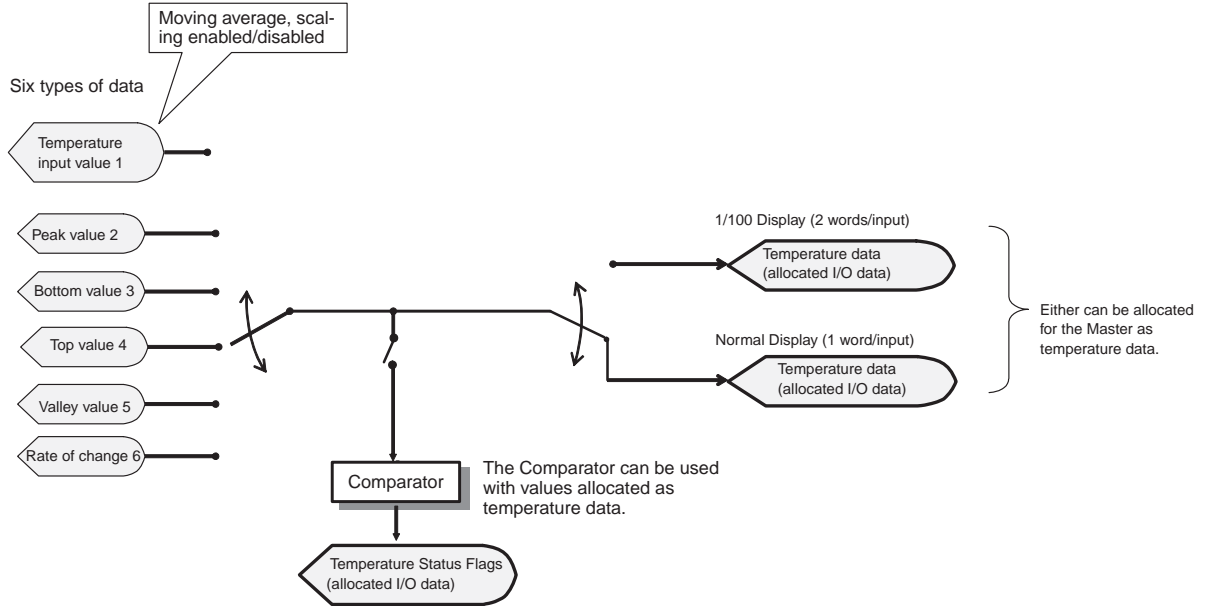 Moving average, scal-
ing enabled/disabled
Six types of data
Temperature
input value 1
Peak value 2
Bottom value 3
Top value 4
Valley value 5
Rate of change 6
1/100 Display (2 words/input)
Temperature data
(allocated I/O data)
Normal Display (1 word/input)
Temperature data
(allocated I/O data)
Either can be allocated
for the Master as
temperature data.
Comparator
The Comparator can be used
with values allocated as
temperature data.
Temperature Status Flags
(allocated I/O data)